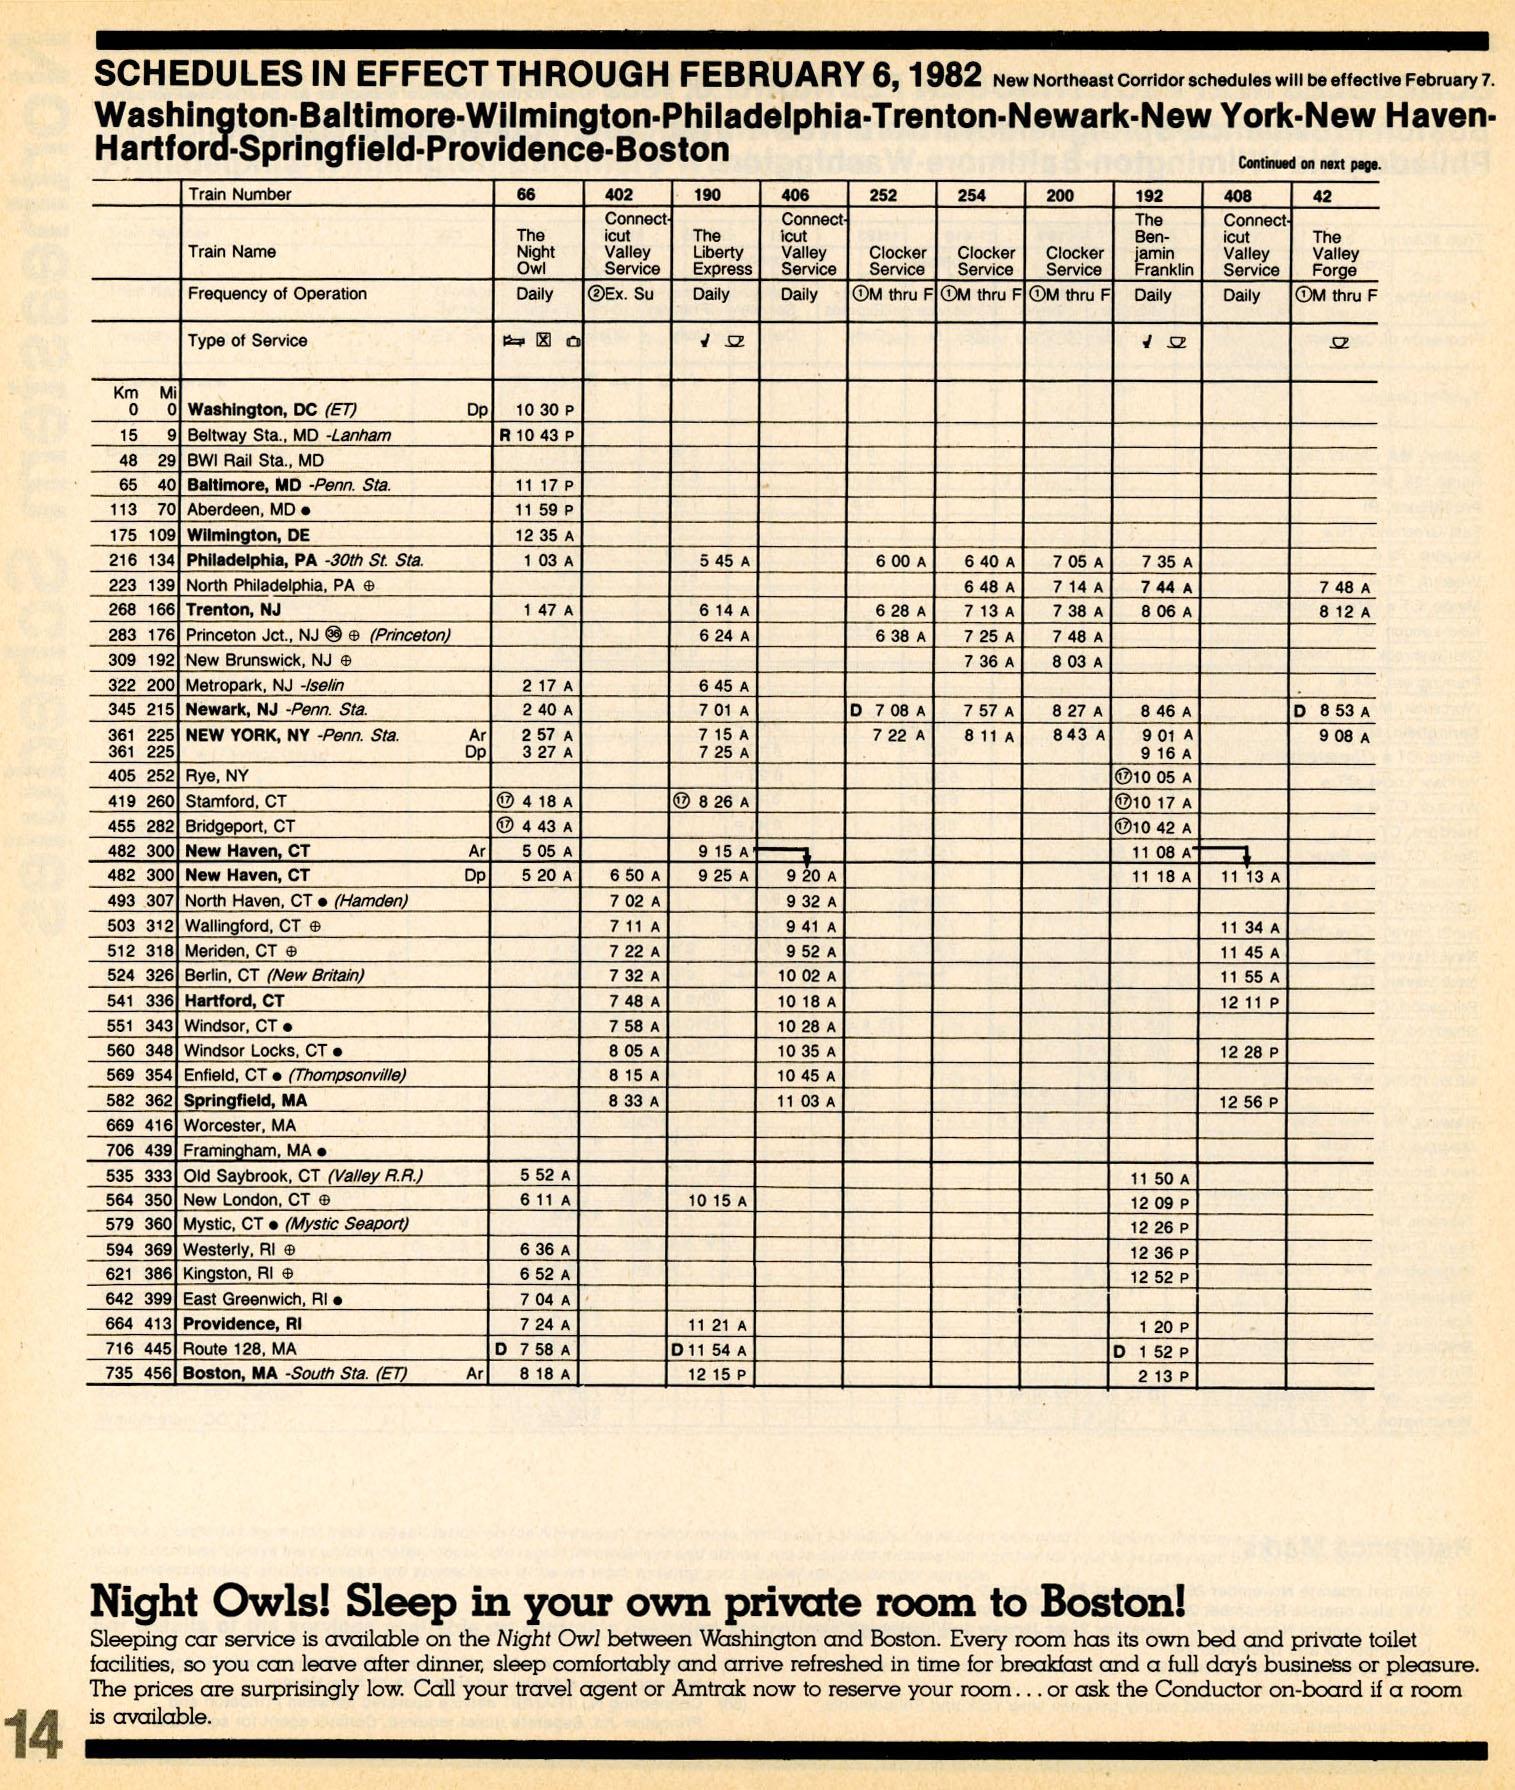 SCHEDULES IN EFFECT THROUGH FEBRUARY 6, 1982 New Northeast Corridor schedules will be effective February 7.
Washington-Baltimore-Wilmington-Philadelphia-Trenton-Newark-New York-New Haven-
Hartford-Springfield-Providence-Boston
Continued on next page.
Train Number 66 402 190 406 252 254 200 192 408 42
Train Name The Night Owl Connect-icut Valley Service The Liberty Express Connect-icut Valley Service Clocker Service Clocker Service Clocker Service The Ben-jamin Franklin Connect-icut Valley Service The Valley Forge
Frequency of Operation Daily ②Ex. Su Daily Daily ①M thru F ①M thru F ①M thru F Daily Daily ①M thru F
Type of Service
Km Mi
0 0 Washington, DC (ET) Dp 10 30 P
15 9 Beltway Sta., MD -Lanham R 10 43 P
48 29 BWI Rail Sta., MD
65 40 Baltimore, MD -Penn. Sta. 11 17 P
113 70 Aberdeen, MD ● 11 59 P
175 109 Wilmington, DE 12 35 A
216 134 Philadelphia, PA -30th St. Sta. 1 03 A 5 45 A 6 00 A 6 40 A 7 05 A 7 35 A
223 139 North Philadelphia, PA ⊕ 6 48 A 7 14 A 7 44 A 7 48 A
268 166 Trenton, NJ 1 47 A 6 14 A 6 28 A 7 13 A 7 38 A 8 06 A 8 12 A
283 176 Princeton Jct., NJ ㊱ ⊕ (Princeton) 6 24 A 6 38 A 7 25 A 7 48 A
309 192 New Brunswick, NJ ⊕ 7 36 A 8 03 A
322 200 Metropark, NJ -Iselin 2 17 A 6 45 A
345 215 Newark, NJ -Penn. Sta. 2 40 A 7 01 A D 7 08 A 7 57 A 8 27 A 8 46 A D 8 53 A
361 225 NEW YORK, NY -Penn. Sta. Ar 2 57 A 7 15 A 7 22 A 8 11 A 8 43 A 9 01 A 9 08 A
361 225 Dp 3 27 A 7 25 A 9 16 A
405 252 Rye, NY ⑰10 05 A
419 260 Stamford, CT ⑰ 4 18 A ⑰ 8 26 A ⑰10 17 A
455 282 Bridgeport, CT ⑰ 4 43 A ⑰10 42 A
482 300 New Haven, CT Ar 5 05 A 9 15 A 11 08 A
482 300 New Haven, CT Dp 5 20 A 6 50 A 9 25 A 9 20 A 11 18 A 11 13 A
493 307 North Haven, CT ● (Hamden) 7 02 A 9 32 A
503 312 Wallingford, CT ⊕ 7 11 A 9 41 A 11 34 A
512 318 Meriden, CT ⊕ 7 22 A 9 52 A 11 45 A
524 326 Berlin, CT (New Britain) 7 32 A 10 02 A 11 55 A
541 336 Hartford, CT 7 48 A 10 18 A 12 11 P
551 343 Windsor, CT ● 7 58 A 10 28 A
560 348 Windsor Locks, CT ● 8 05 A 10 35 A 12 28 P
569 354 Enfield, CT ● (Thompsonville) 8 15 A 10 45 A
582 362 Springfield, MA 8 33 A 11 03 A 12 56 P
669 416 Worcester, MA
706 439 Framingham, MA ●
535 333 Old Saybrook, CT (Valley R.R.) 5 52 A 11 50 A
564 350 New London, CT ⊕ 6 11 A 10 15 A 12 09 P
579 360 Mystic, CT ● (Mystic Seaport) 12 26 P
594 369 Westerly, RI ⊕ 6 36 A 12 36 P
621 386 Kingston, RI ⊕ 6 52 A 12 52 P
642 399 East Greenwich, RI ● 7 04 A
664 413 Providence, RI 7 24 A 11 21 A 1 20 P
716 445 Route 128, MA D 7 58 A D 11 54 A D 1 52 P
735 456 Boston, MA -South Sta. (ET) Ar 8 18 A 12 15 P 2 13 P
Night Owls! Sleep in your own private room to Boston!
Sleeping car service is available on the Night Owl between Washington and Boston. Every room has its own bed and private toilet
facilities, so you can leave after dinner, sleep comfortably and arrive refreshed in time for breakfast and a full day's business or pleasure.
The prices are surprisingly low. Call your travel agent or Amtrak now to reserve your room...or ask the Conductor on-board if a room
is available.
14